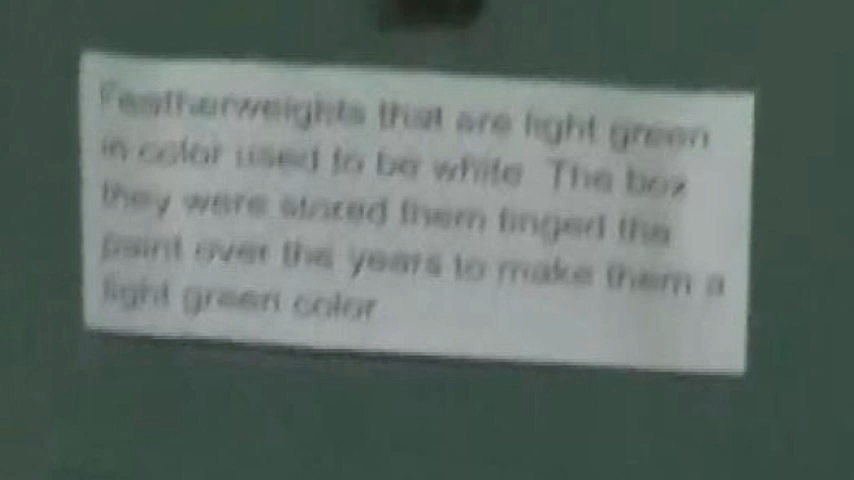 Featherweights that are light green
in color used to be white. The box
they were stored them tinged the
paint over the years to make them a
light green color